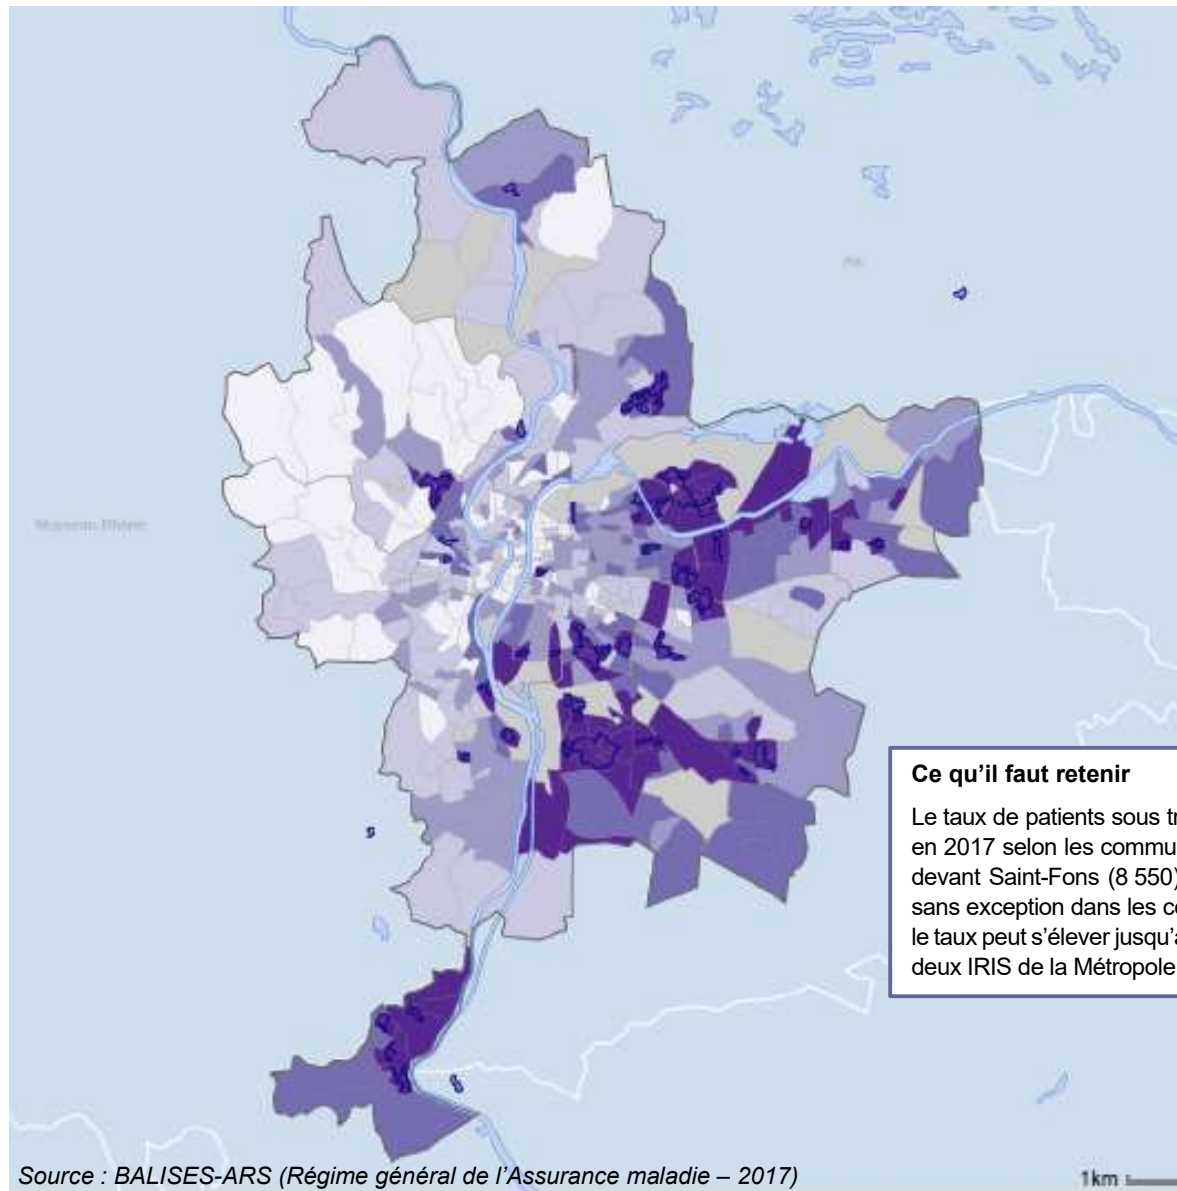 Ce qu'il faut retenir
Le taux de patients sous tr
en 2017 selon les commu
devant Saint-Fons (8 550)
sans exception dans les co
le taux peut s'élever jusqu'a
deux IRIS de la Métropole
Source : BALISES-ARS (Régime général de l'Assurance maladie – 2017)
1km